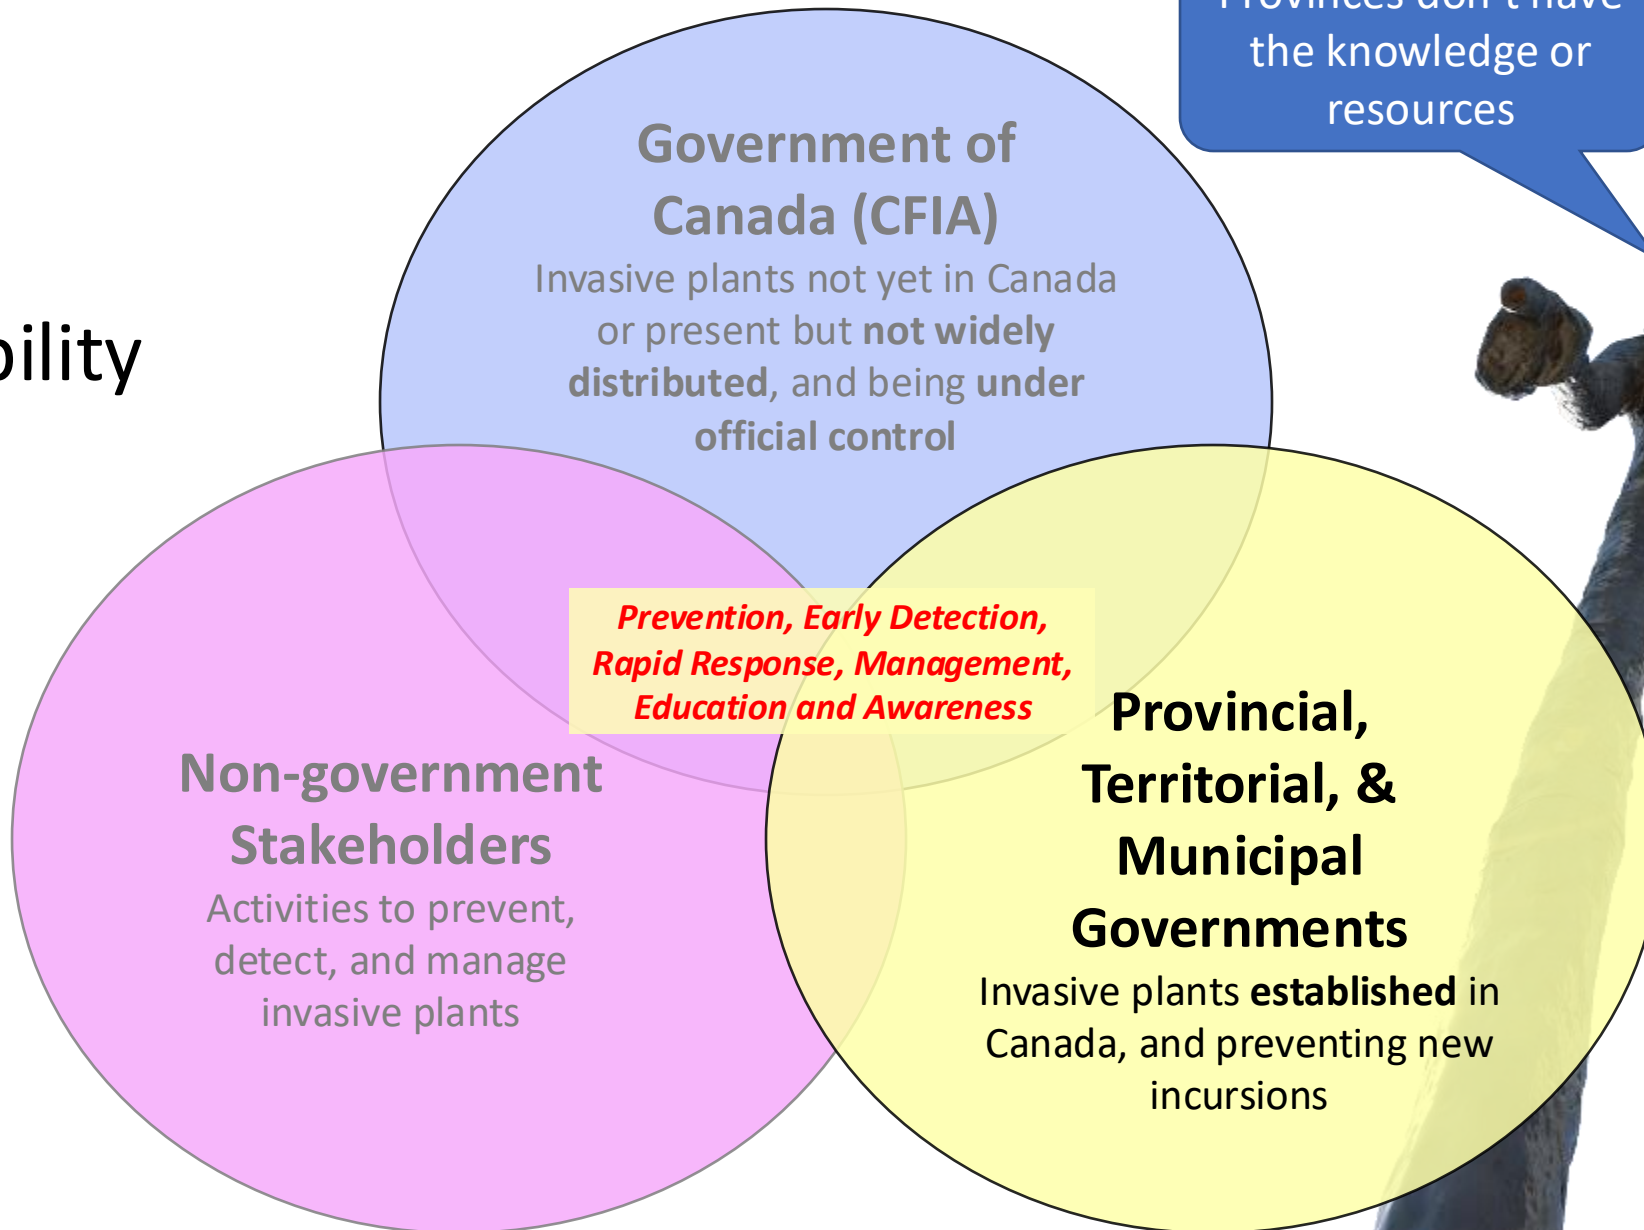 Provinces don't have
the knowledge or
resources
Government of
Canada (CFIA)
Invasive plants not yet in Canada
or present but not widely
distributed, and being under
official control
bility
Prevention, Early Detection,
Rapid Response, Management,
Education and Awareness
Non-government
Stakeholders
Activities to prevent,
detect, and manage
invasive plants
Provincial,
Territorial, &
Municipal
Governments
Invasive plants established in
Canada, and preventing new
incursions